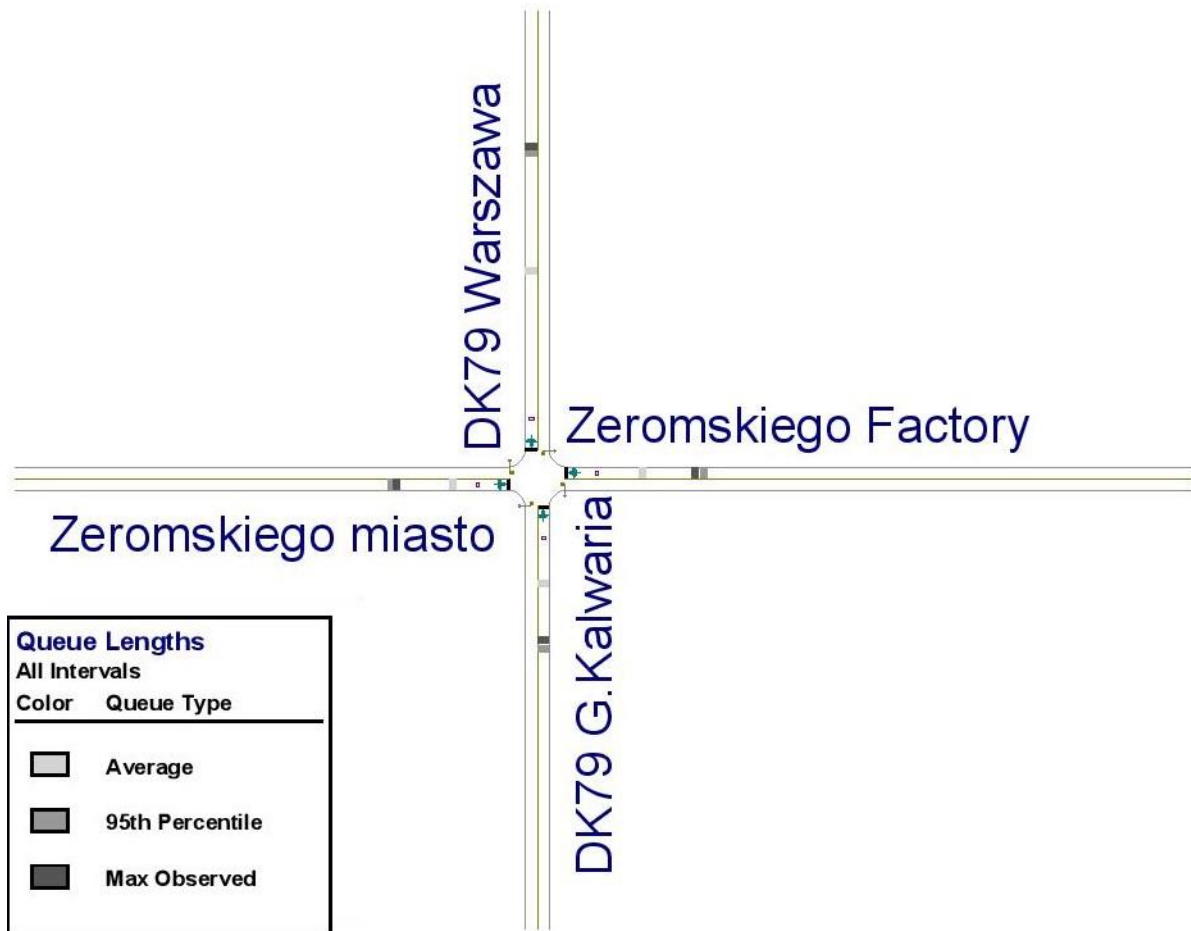 DK79 Warszawa
Zeromskiego Factory
Zeromskiego miasto
DK79 G.Kalwaria
Queue Lengths
All Intervals
Color Queue Type
Average
95th Percentile
Max Observed